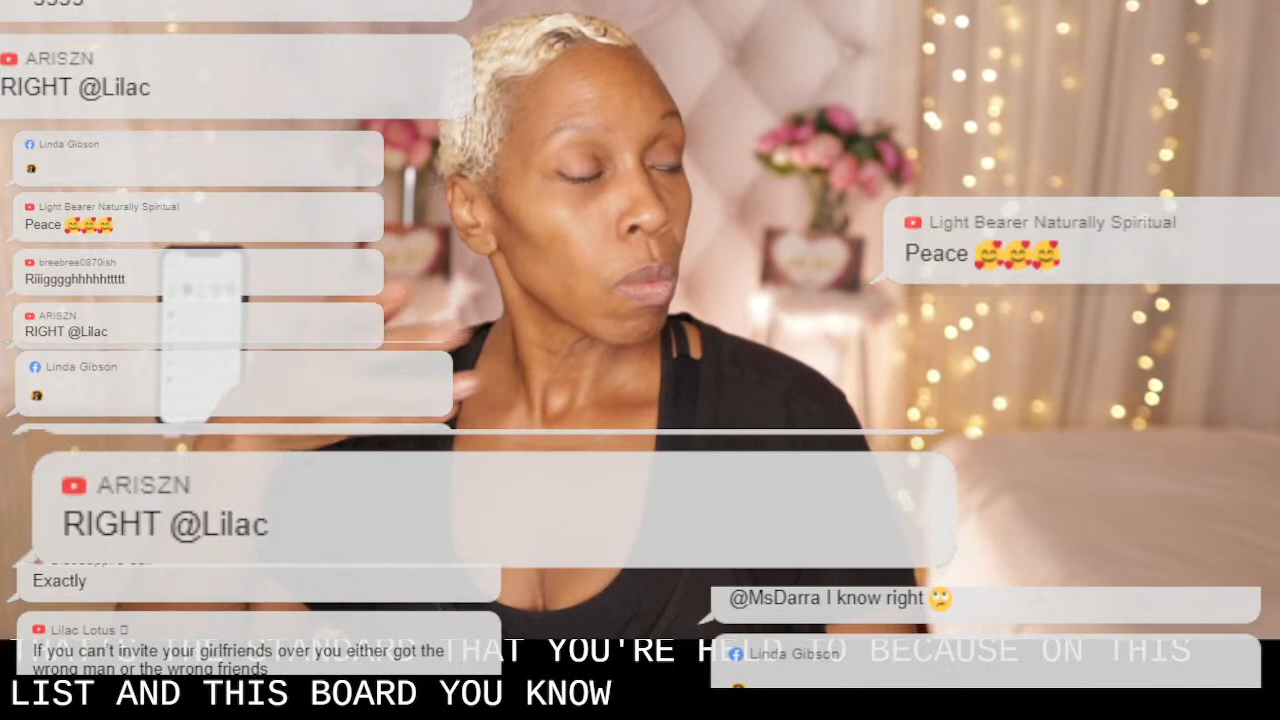 ARISZN
RIGHT @Lilac
Linda Gibson
Light Bearer Naturally Spiritual
Peace 🥰🥰🥰
breebree0870ish
Riiigggghhhhhttttt
ARISZN
RIGHT @Lilac
Linda Gibson
Light Bearer Naturally Spiritual
Peace 🥰🥰🥰
ARISZN
RIGHT @Lilac
Exactly
Lilac Lotus
If you can't invite your girlfriends over you either got the
wrong man or the wrong friends
@MsDarra I know right 🙄
Linda Gibson
THAT'S THE STANDARD THAT YOU'RE HELD TO BECAUSE ON THIS
LIST AND THIS BOARD YOU KNOW